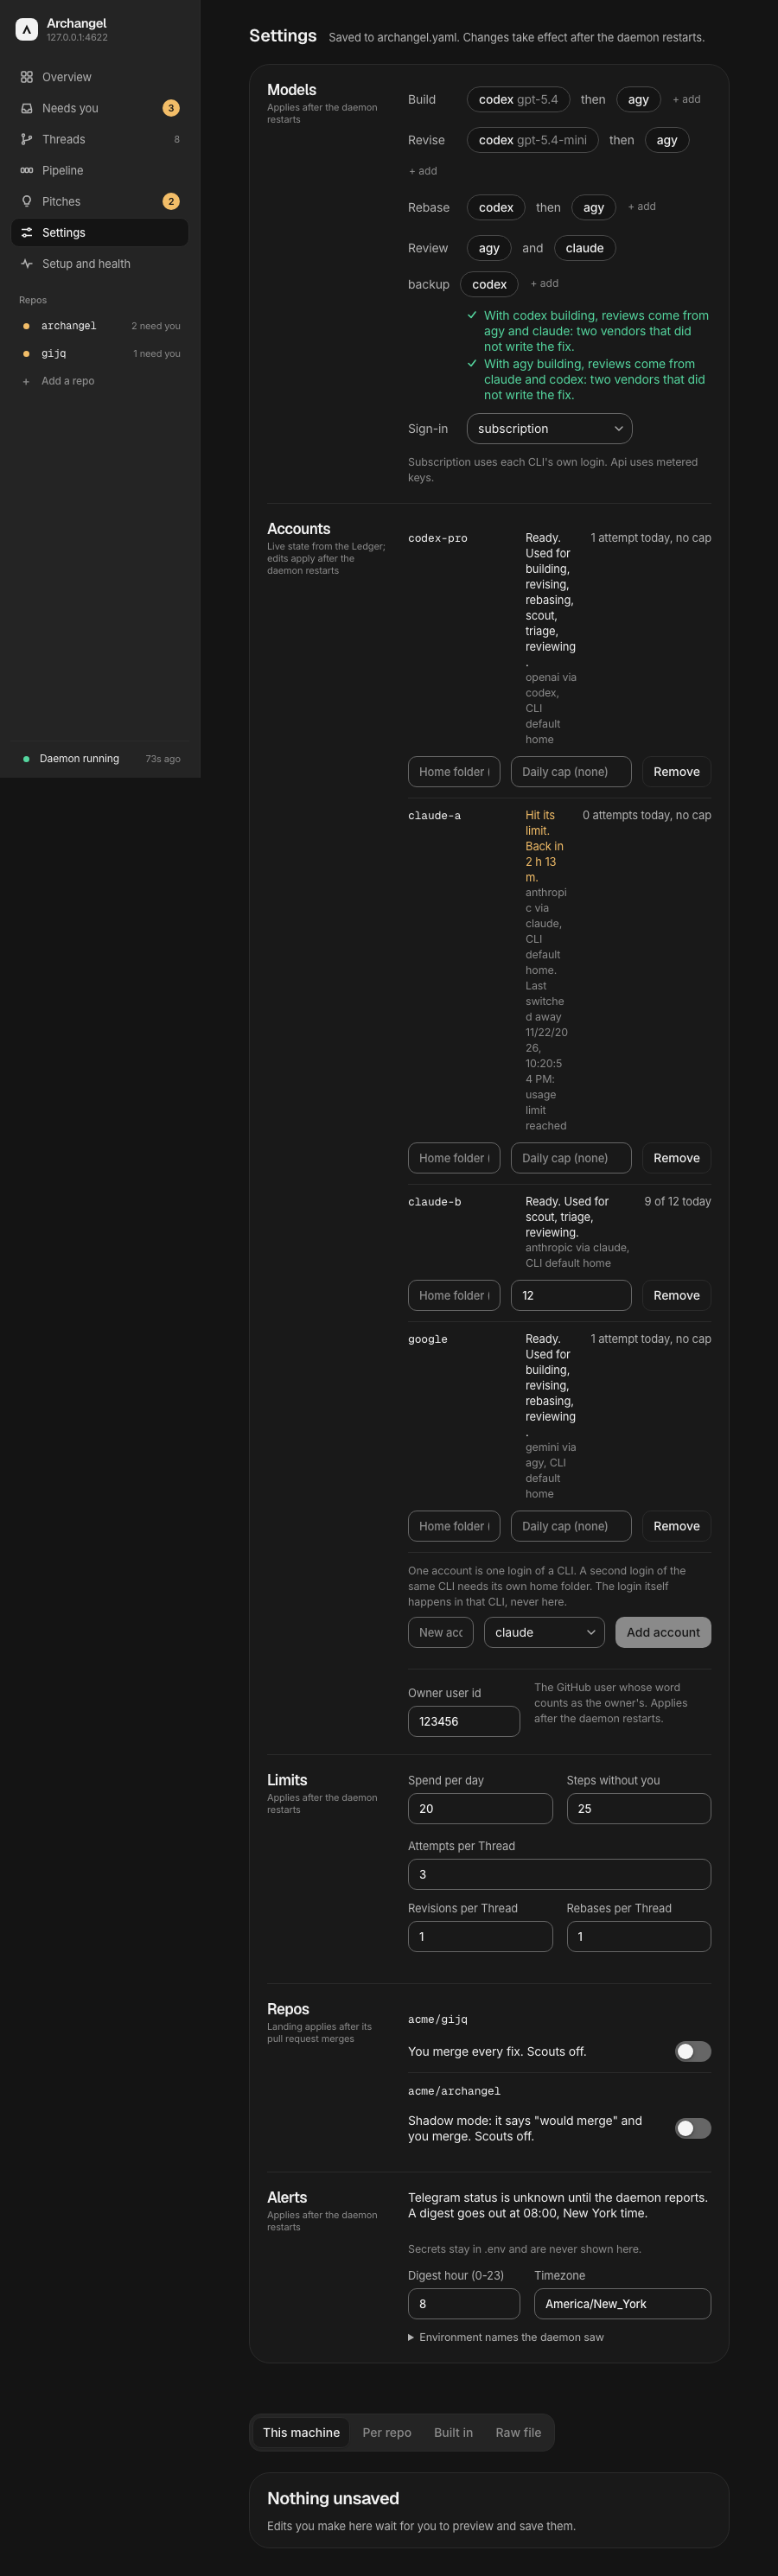 Archangel
127.0.0.1:4622
Overview
Needs you 3
Threads 8
Pipeline
Pitches 2
Settings
Setup and health
Repos
archangel 2 need you
gijq 1 need you
+ Add a repo
Daemon running 73s ago
Settings Saved to archangel.yaml. Changes take effect after the daemon restarts.
Models
Applies after the daemon
restarts
Build codex gpt-5.4 then agy + add
Revise codex gpt-5.4-mini then agy
+ add
Rebase codex then agy + add
Review agy and claude
backup codex + add
With codex building, reviews come from
agy and claude: two vendors that did
not write the fix.
With agy building, reviews come from
claude and codex: two vendors that did
not write the fix.
Sign-in subscription
Subscription uses each CLI's own login. Api uses metered
keys.
Accounts
Live state from the Ledger;
edits apply after the
daemon restarts
codex-pro
Ready.
Used for
building,
revising,
rebasing,
scout,
triage,
reviewing
.
openai via
codex,
CLI
default
home
1 attempt today, no cap
Home folder Daily cap (none) Remove
claude-a
Hit its
limit.
Back in
2 h 13
m.
anthropi
c via
claude,
CLI
default
home.
Last
switche
d away
11/22/20
26,
10:20:5
4 PM:
usage
limit
reached
0 attempts today, no cap
Home folder Daily cap (none) Remove
claude-b
Ready. Used for
scout, triage,
reviewing.
anthropic via claude,
CLI default home
9 of 12 today
Home folder 12 Remove
google
Ready.
Used for
building,
revising,
rebasing,
reviewing
.
gemini via
agy, CLI
default
home
1 attempt today, no cap
Home folder Daily cap (none) Remove
One account is one login of a CLI. A second login of the
same CLI needs its own home folder. The login itself
happens in that CLI, never here.
New acc claude Add account
Owner user id
123456
The GitHub user whose word
counts as the owner's. Applies
after the daemon restarts.
Limits
Applies after the daemon
restarts
Spend per day Steps without you
20 25
Attempts per Thread
3
Revisions per Thread Rebases per Thread
1 1
Repos
Landing applies after its
pull request merges
acme/gijq
You merge every fix. Scouts off.
acme/archangel
Shadow mode: it says "would merge" and
you merge. Scouts off.
Alerts
Applies after the daemon
restarts
Telegram status is unknown until the daemon reports.
A digest goes out at 08:00, New York time.
Secrets stay in .env and are never shown here.
Digest hour (0-23) Timezone
8 America/New_York
Environment names the daemon saw
This machine Per repo Built in Raw file
Nothing unsaved
Edits you make here wait for you to preview and save them.